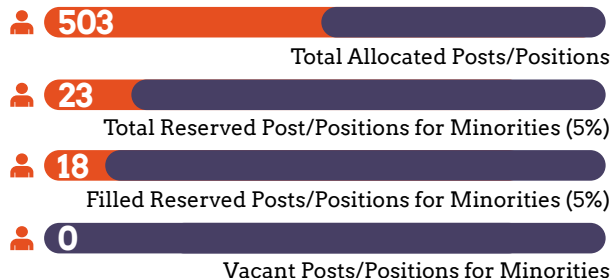 503
Total Allocated Posts/Positions
23
Total Reserved Post/Positions for Minorities (5%)
18
Filled Reserved Posts/Positions for Minorities (5%)
0
Vacant Posts/Positions for Minorities